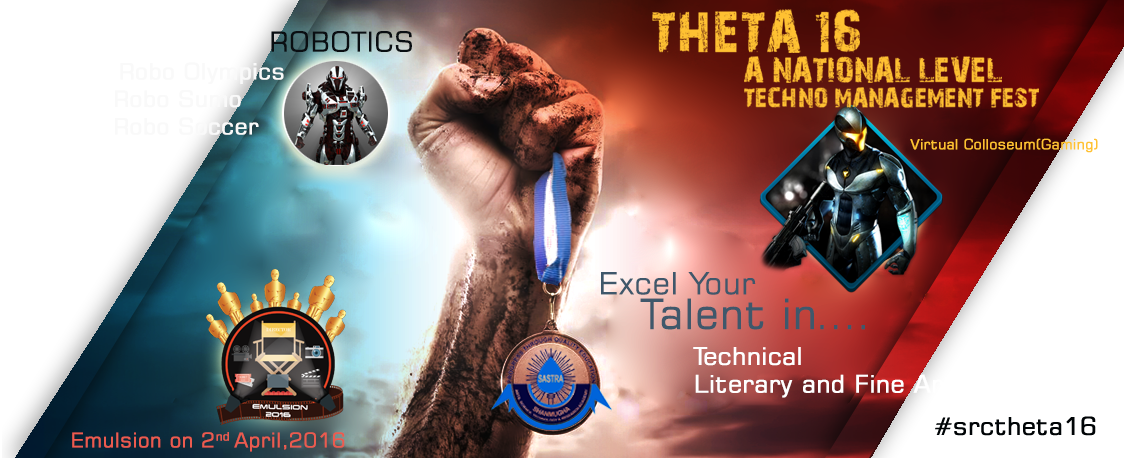 THETA 16
A NATIONAL LEVEL
TECHNO MANAGEMENT FEST
ROBOTICS
Robo Olympics
Robo Sumo
Robo Soccer
Virtual Colloseum(Gaming)
Excel Your
Talent in....
Technical
Literary and Fine A
SASTRA
SHANMUGHA
EMULSION
2016
Emulsion on 2nd April,2016
#srctheta16